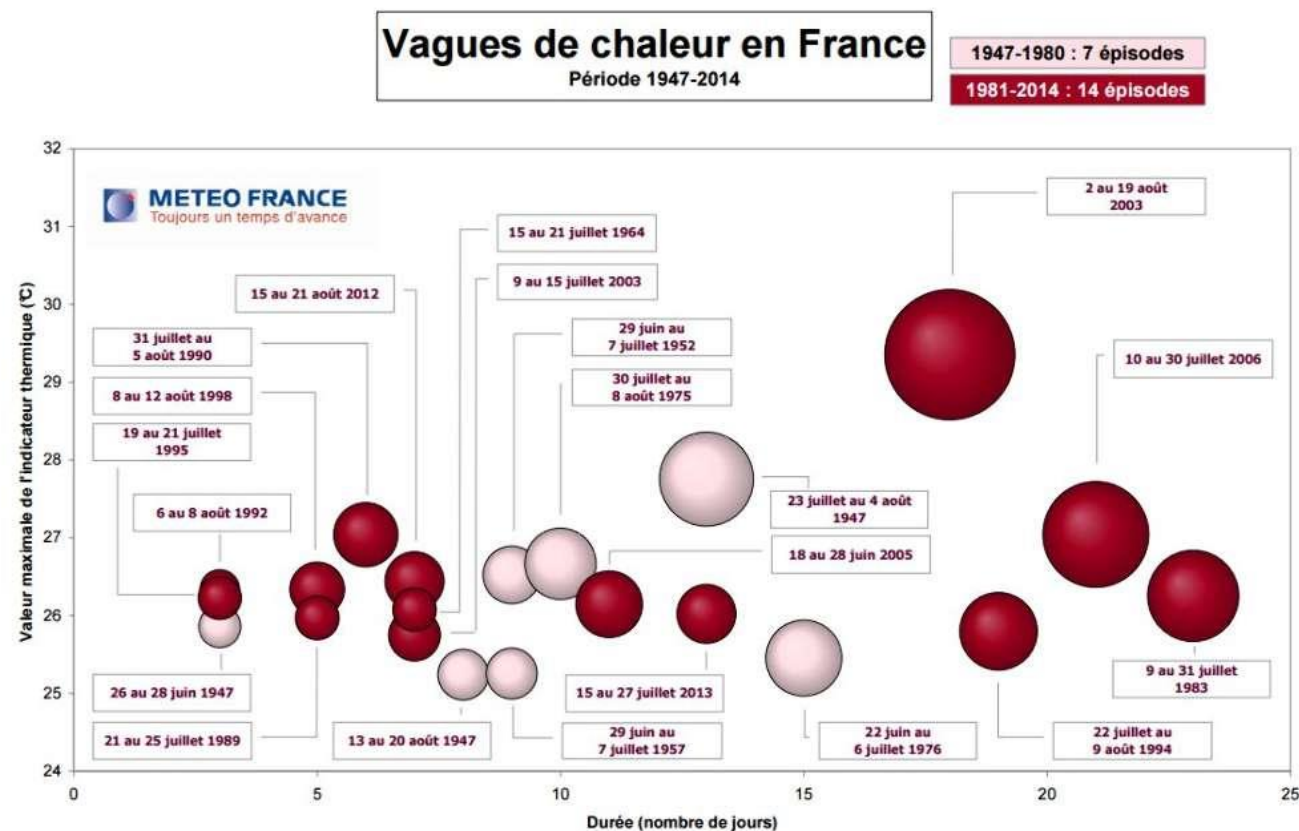 Vagues de chaleur en France
Période 1947-2014
1947-1980 : 7 épisodes
1981-2014 : 14 épisodes
METEO FRANCE
Toujours un temps d'avance
Valeur maximale de l'indicateur thermique (°C)
32
31
30
29
28
27
26
25
24
2 au 19 août
2003
15 au 21 juillet 1964
9 au 15 juillet 2003
15 au 21 août 2012
31 juillet au
5 août 1990
29 juin au
7 juillet 1952
10 au 30 juillet 2006
8 au 12 août 1998
30 juillet au
8 août 1975
19 au 21 juillet
1995
6 au 8 août 1992
23 juillet au 4 août
1947
18 au 28 juin 2005
26 au 28 juin 1947
15 au 27 juillet 2013
9 au 31 juillet
1983
21 au 25 juillet 1989
13 au 20 août 1947
29 juin au
7 juillet 1957
22 juin au
6 juillet 1976
22 juillet au
9 août 1994
0
5
10
15
20
25
Durée (nombre de jours)